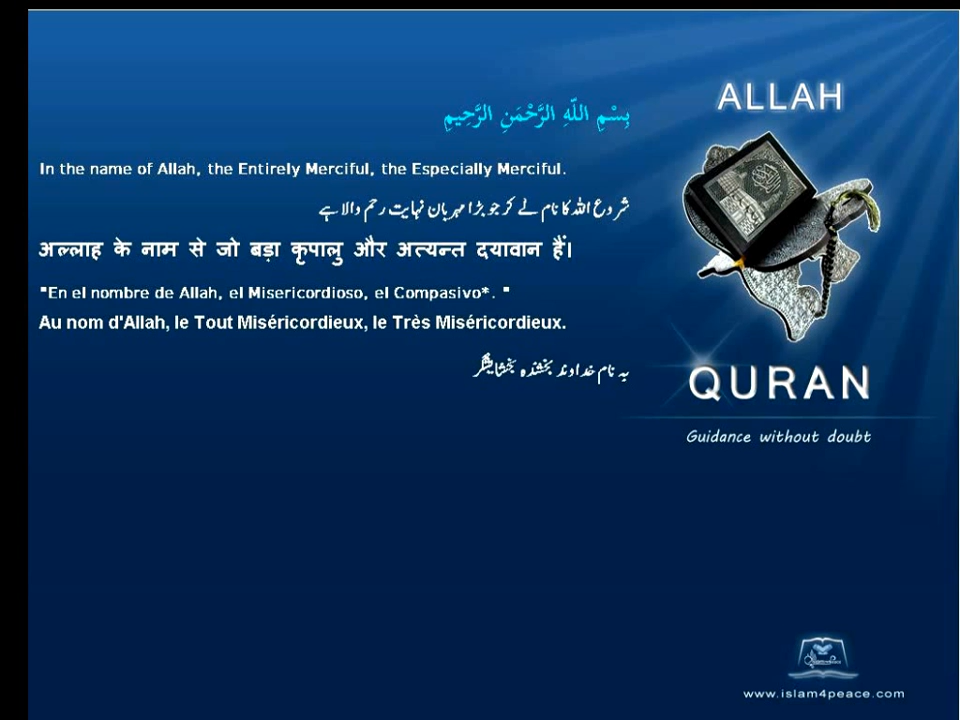 بِسْمِ اللّهِ الرَّحْمَنِ الرَّحِيمِ
In the name of Allah, the Entirely Merciful, the Especially Merciful.
شروع اللہ کا نام لے کر جو بڑا مہربان نہایت رحم والا ہے
अल्लाह के नाम से जो बड़ा कृपालु और अत्यन्त दयावान हैं।
"En el nombre de Allah, el Misericordioso, el Compasivo*. "
Au nom d'Allah, le Tout Miséricordieux, le Très Miséricordieux.
به نام خداوند بخشنده بخشایشگر
ALLAH
QURAN
Guidance without doubt
www.islam4peace.com